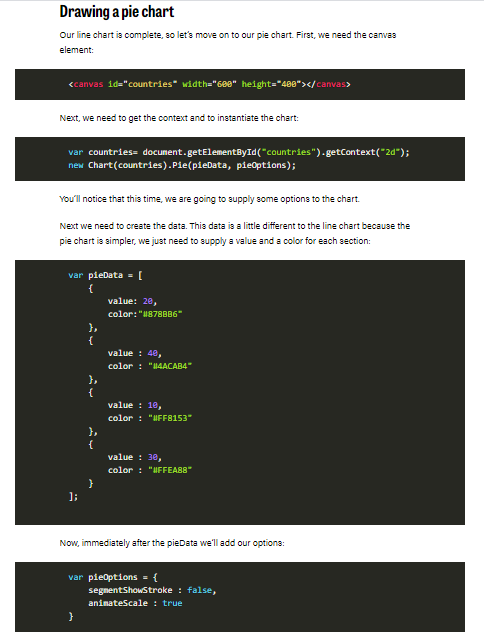 Drawing a pie chart
Our line chart is complete, so let's move on to our pie chart. First, we need the canvas
element:
<canvas id="countries" width="600" height="400"></canvas>
Next, we need to get the context and to instantiate the chart:
var countries= document.getElementById("countries").getContext("2d");
new Chart(countries).Pie(pieData, pieOptions);
You'll notice that this time, we are going to supply some options to the chart.
Next we need to create the data. This data is a little different to the line chart because the
pie chart is simpler, we just need to supply a value and a color for each section:
var pieData = [
{
value: 20,
color:"#878BB6"
},
{
value : 40,
color : "#4ACAB4"
},
{
value : 10,
color : "#FF8153"
},
{
value : 30,
color : "#FFEA88"
}
];
Now, immediately after the pieData we'll add our options:
var pieOptions = {
segmentShowStroke : false,
animateScale : true
}